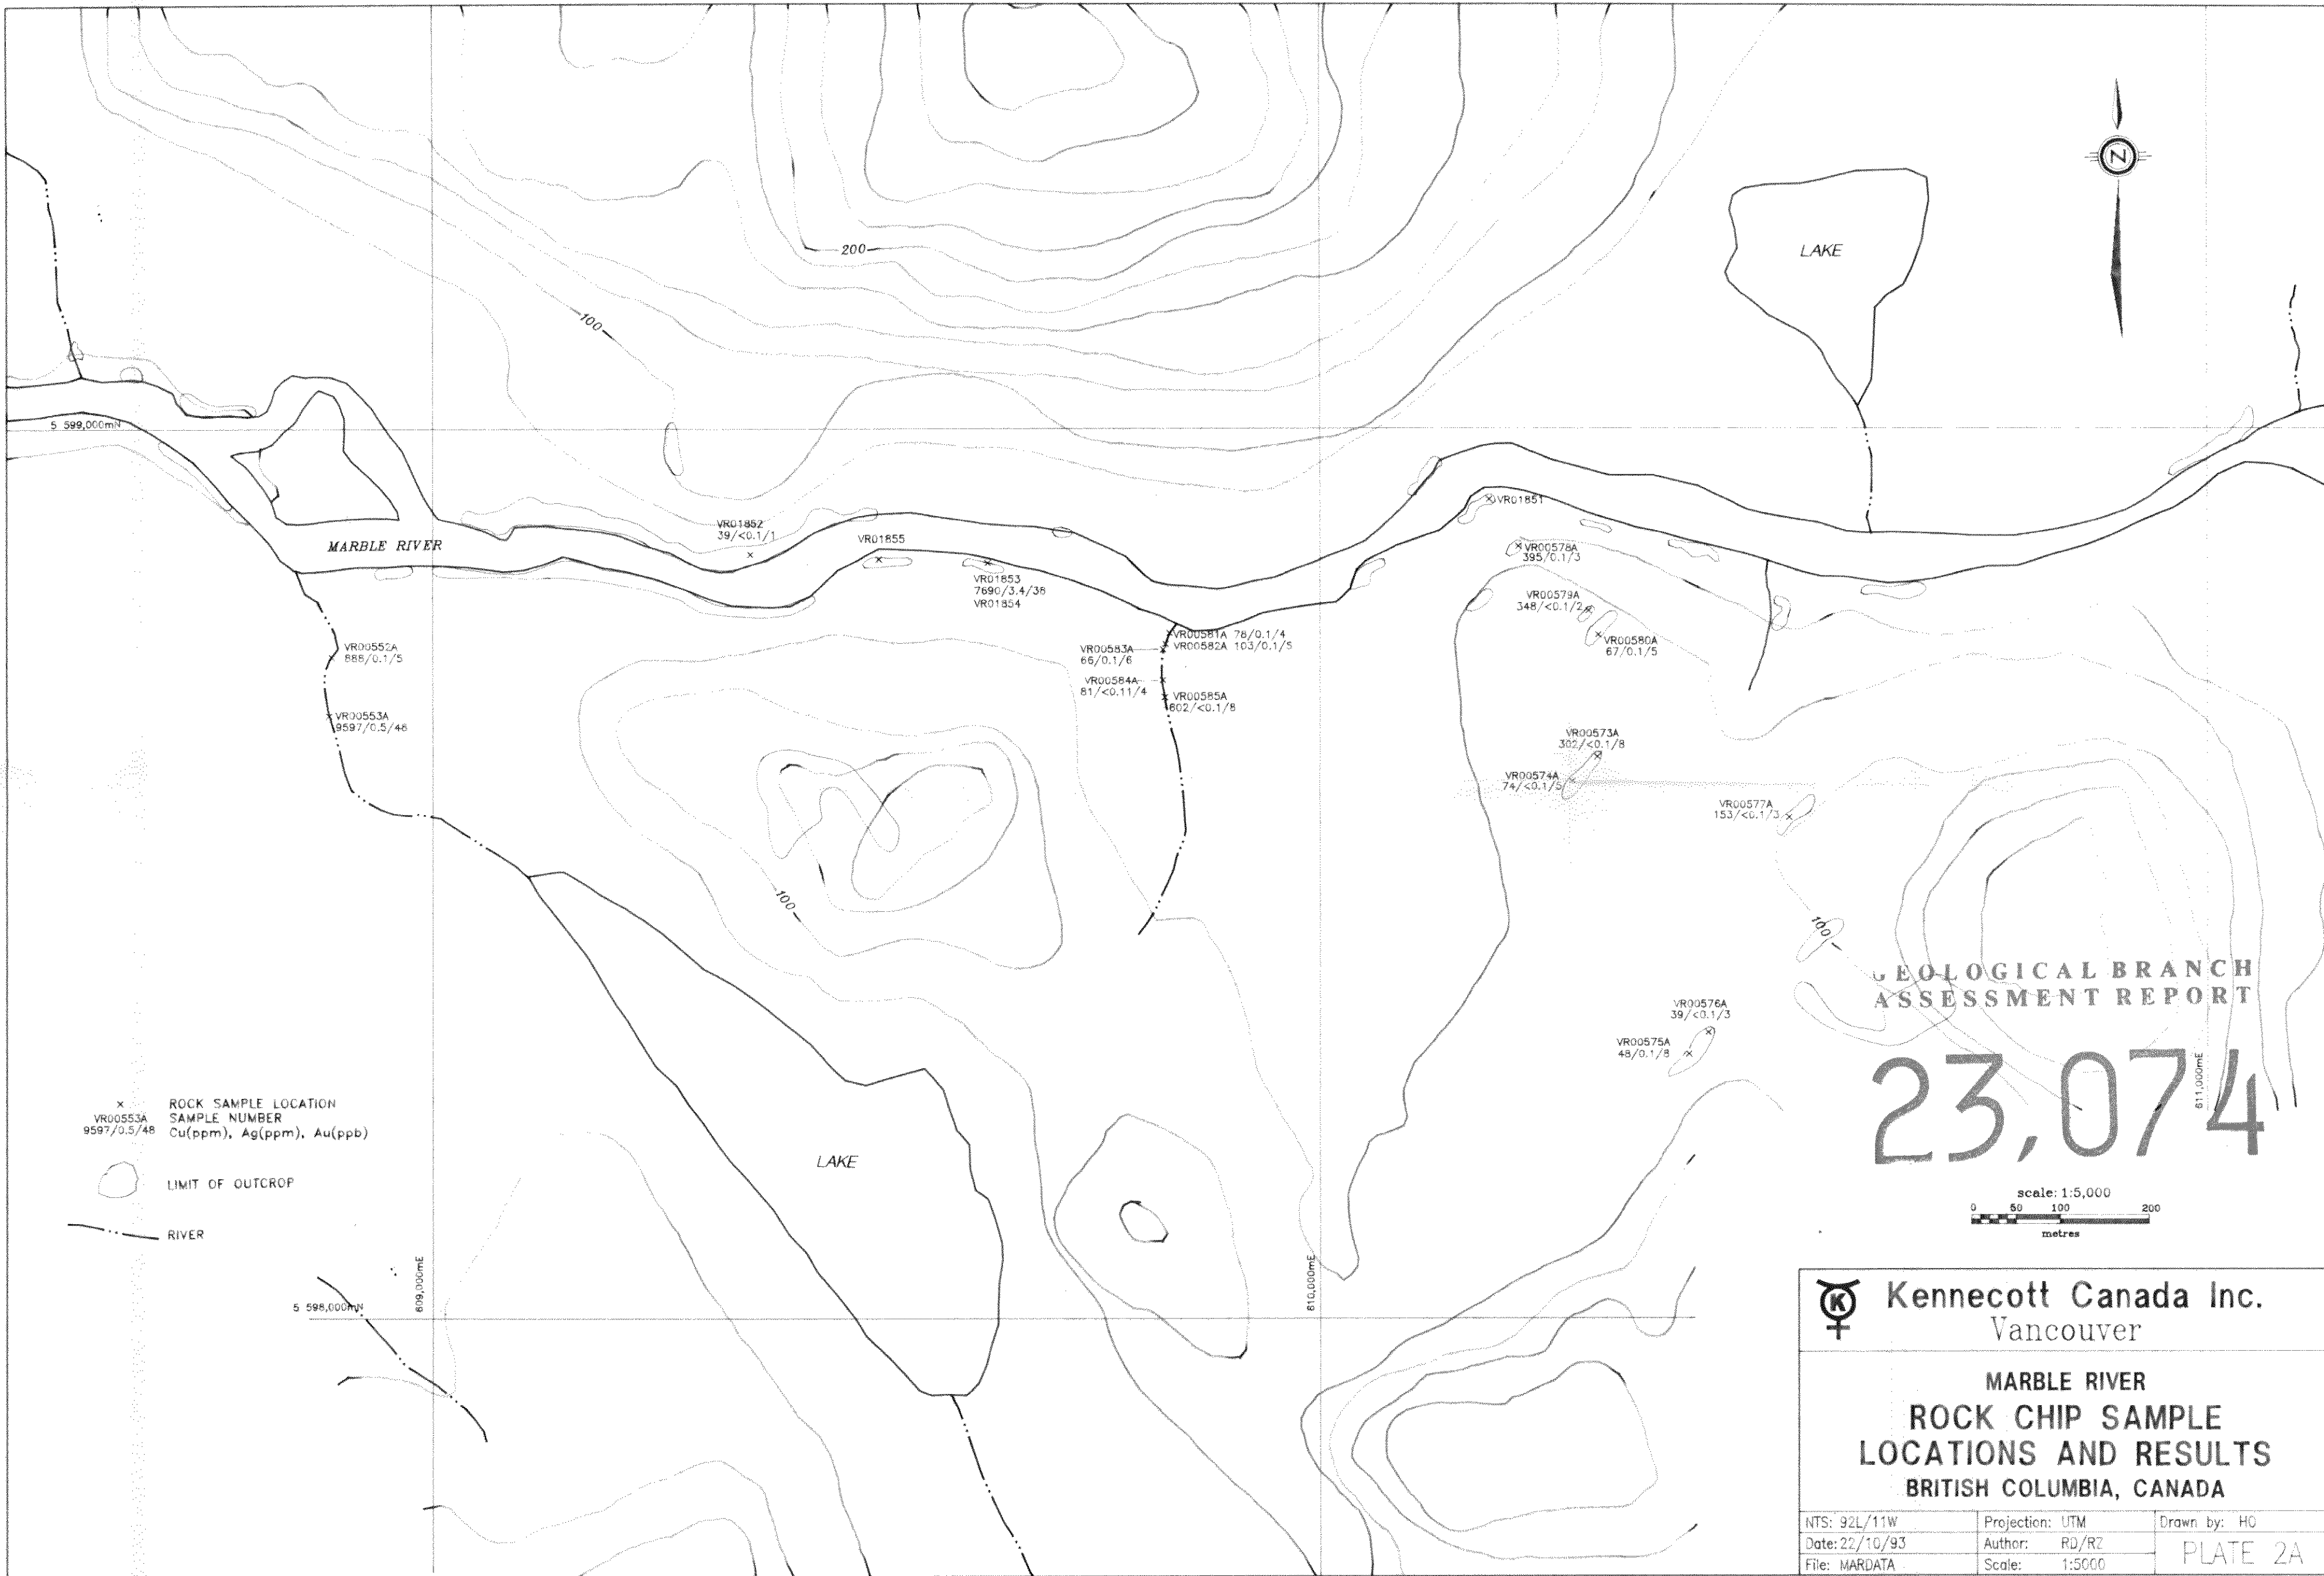 200
100
LAKE
N
5 599,000mN
MARBLE RIVER
VR01852
39/<0.1/1
VR01855
VR01853
7690/3.4/38
VR01854
VR01851
VR00578A
395/0.1/3
VR00579A
348/<0.1/2
VR00580A
67/0.1/5
VR00552A
888/0.1/5
VR00553A
9597/0.5/48
VR00581A 78/0.1/4
VR00582A 103/0.1/5
VR00583A
66/0.1/6
VR00584A
81/<0.11/4
VR00585A
802/<0.1/8
VR00573A
302/<0.1/8
VR00574A
74/<0.1/5
VR00577A
153/<0.1/3
100
100
VR00576A
39/<0.1/3
VR00575A
48/0.1/8
GEOLOGICAL BRANCH
ASSESSMENT REPORT
23,074
611,000mE
× ROCK SAMPLE LOCATION
VR00553A SAMPLE NUMBER
9597/0.5/48 Cu(ppm), Ag(ppm), Au(ppb)
LIMIT OF OUTCROP
RIVER
LAKE
scale: 1:5,000
0 50 100 200
metres
5 598,000mN
609,000mE
610,000mE
K
Kennecott Canada Inc.
Vancouver
MARBLE RIVER
ROCK CHIP SAMPLE
LOCATIONS AND RESULTS
BRITISH COLUMBIA, CANADA
NTS: 92L/11W Projection: UTM Drawn by: HO
Date: 22/10/93 Author: RD/RZ
File: MARDATA Scale: 1:5000
PLATE 2A